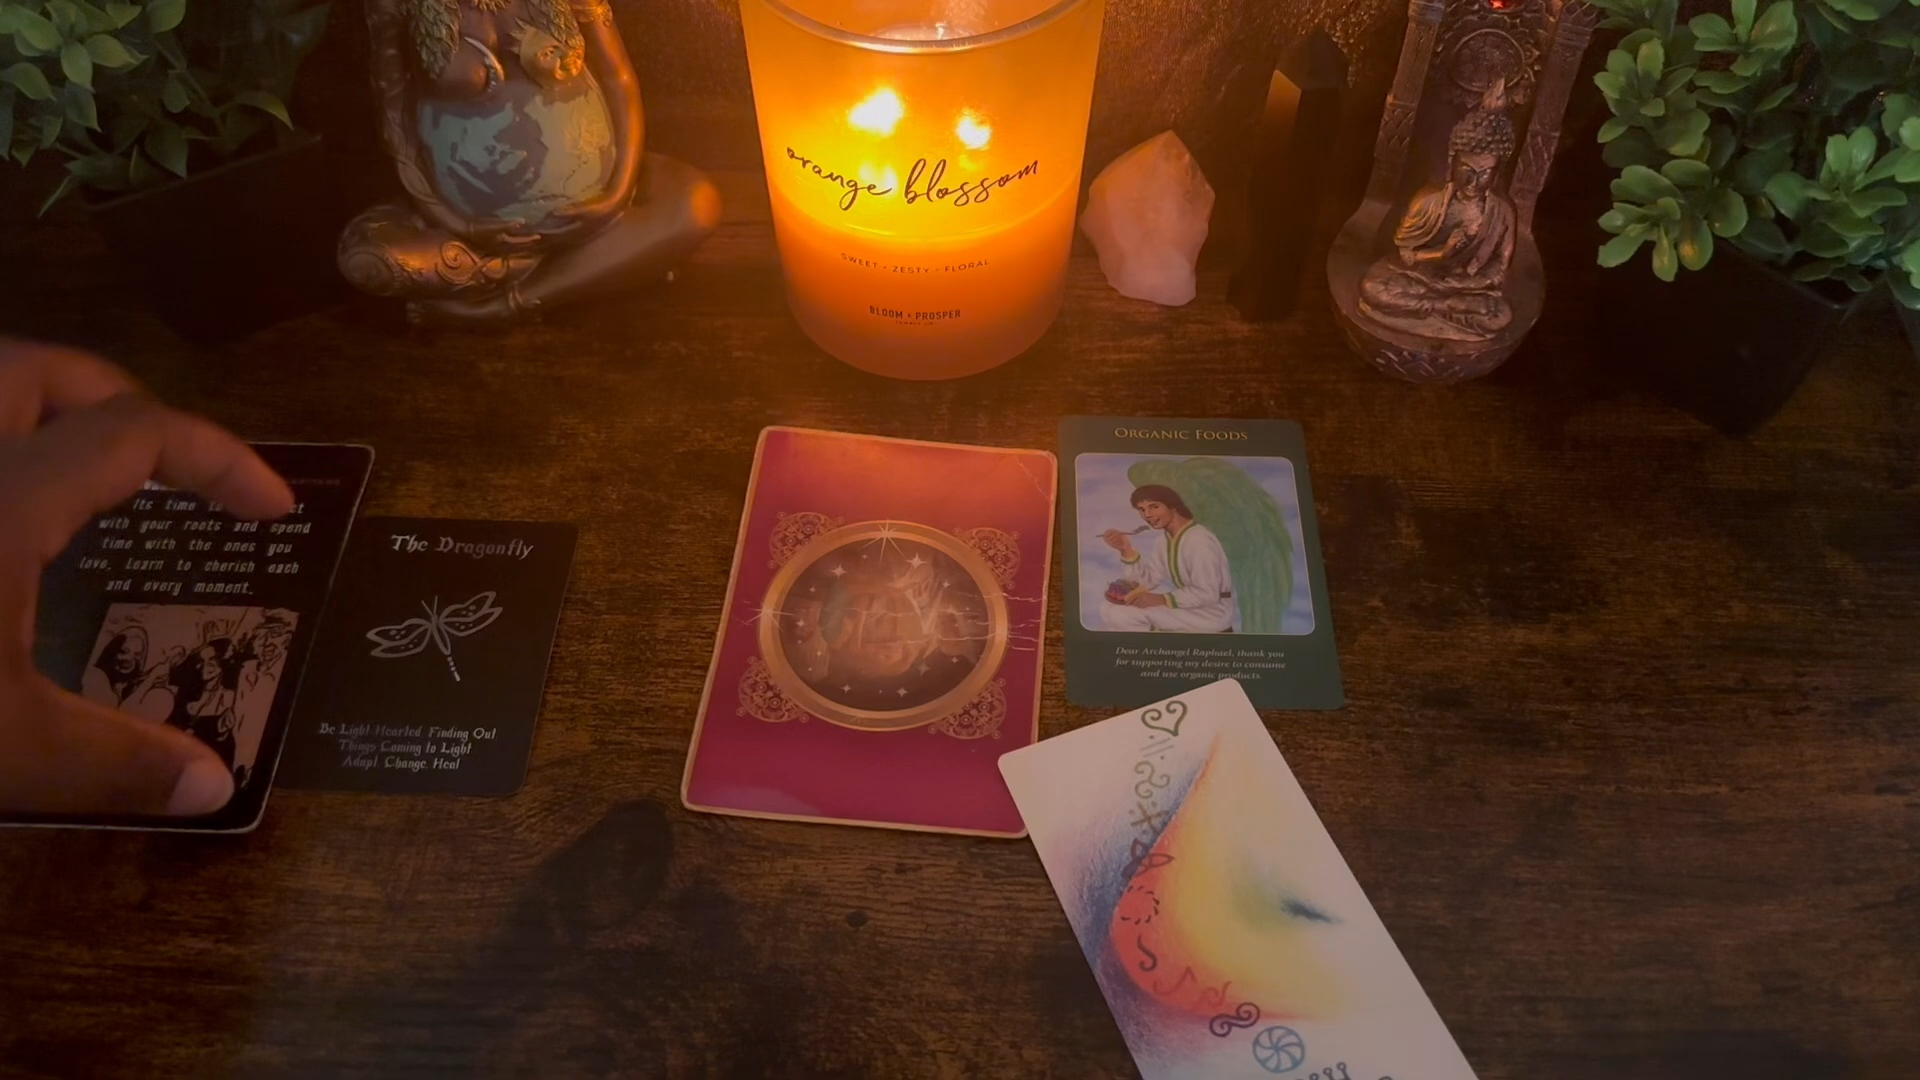 orange blossom
SWEET - ZESTY - FLORAL
BLOOM + PROSPER
Its time to
with your roots and spend
time with the ones you
love. Learn to cherish each
and every moment.
The Dragonfly
Be Light Hearted. Finding Out
Things Coming to Light
Adapt. Change. Heal
ORGANIC FOODS
Dear Archangel Raphael, thank you
for supporting my desire to consume
and use organic products.